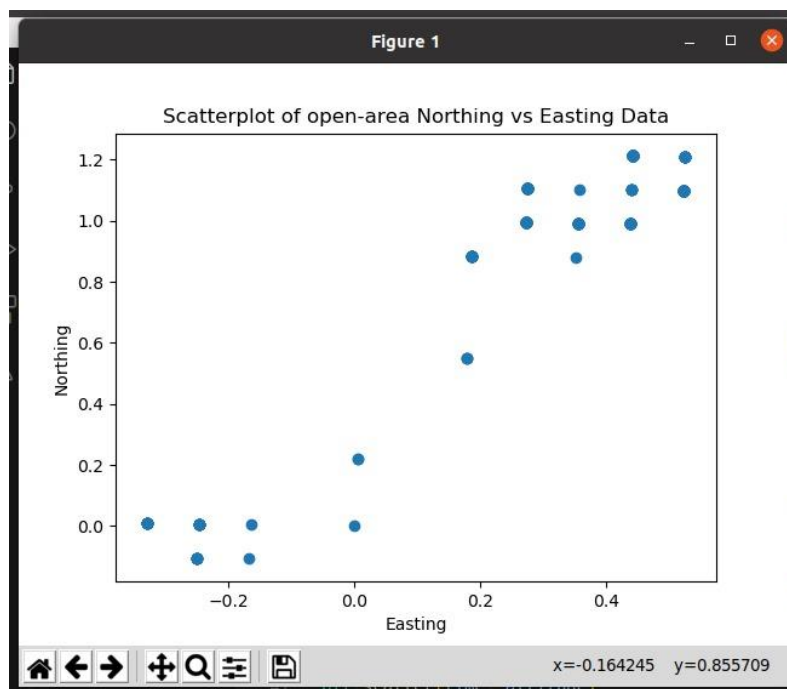 Figure 1
Scatterplot of open-area Northing vs Easting Data
1.2
1.0
0.8
0.6
0.4
0.2
0.0
Northing
−0.2 0.0 0.2 0.4
Easting
x=-0.164245 y=0.855709